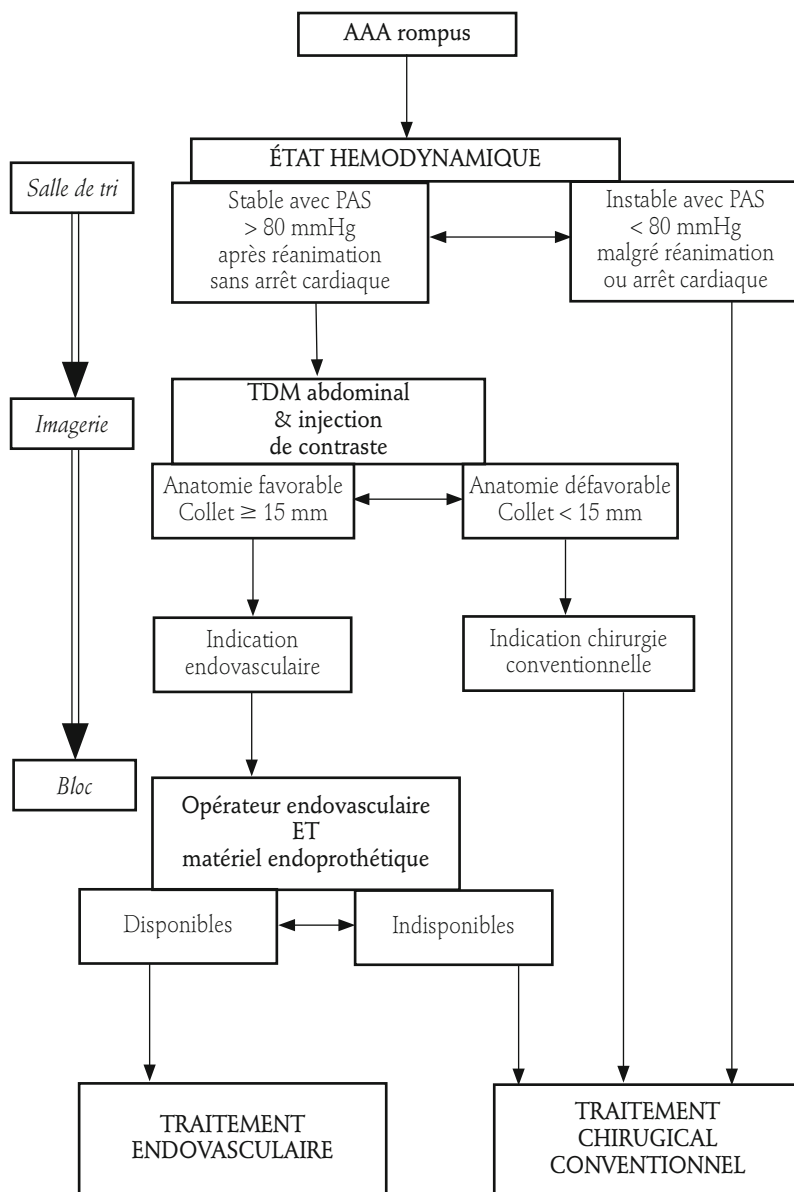 AAA rompus
ÉTAT HEMODYNAMIQUE
Salle de tri
Stable avec PAS
> 80 mmHg
après réanimation
sans arrêt cardiaque
Instable avec PAS
< 80 mmHg
malgré réanimation
ou arrêt cardiaque
Imagerie
TDM abdominal
& injection
de contraste
Anatomie favorable
Collet ≥ 15 mm
Anatomie défavorable
Collet < 15 mm
Indication
endovasculaire
Indication chirurgie
conventionnelle
Bloc
Opérateur endovasculaire
ET
matériel endoprothétique
Disponibles
Indisponibles
TRAITEMENT
ENDOVASCULAIRE
TRAITEMENT
CHIRUGICAL
CONVENTIONNEL